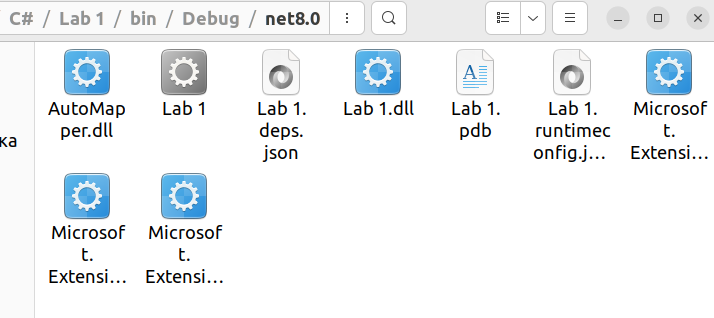 / C# / Lab 1 / bin / Debug / net8.0
ка
AutoMap
per.dll
Lab 1
Lab 1.
deps.
json
Lab 1.dll
Lab 1.
pdb
Lab 1.
runtimec
onfig.j...
Microsof
t.
Extensi...
Microsof
t.
Extensi...
Microsof
t.
Extensi...